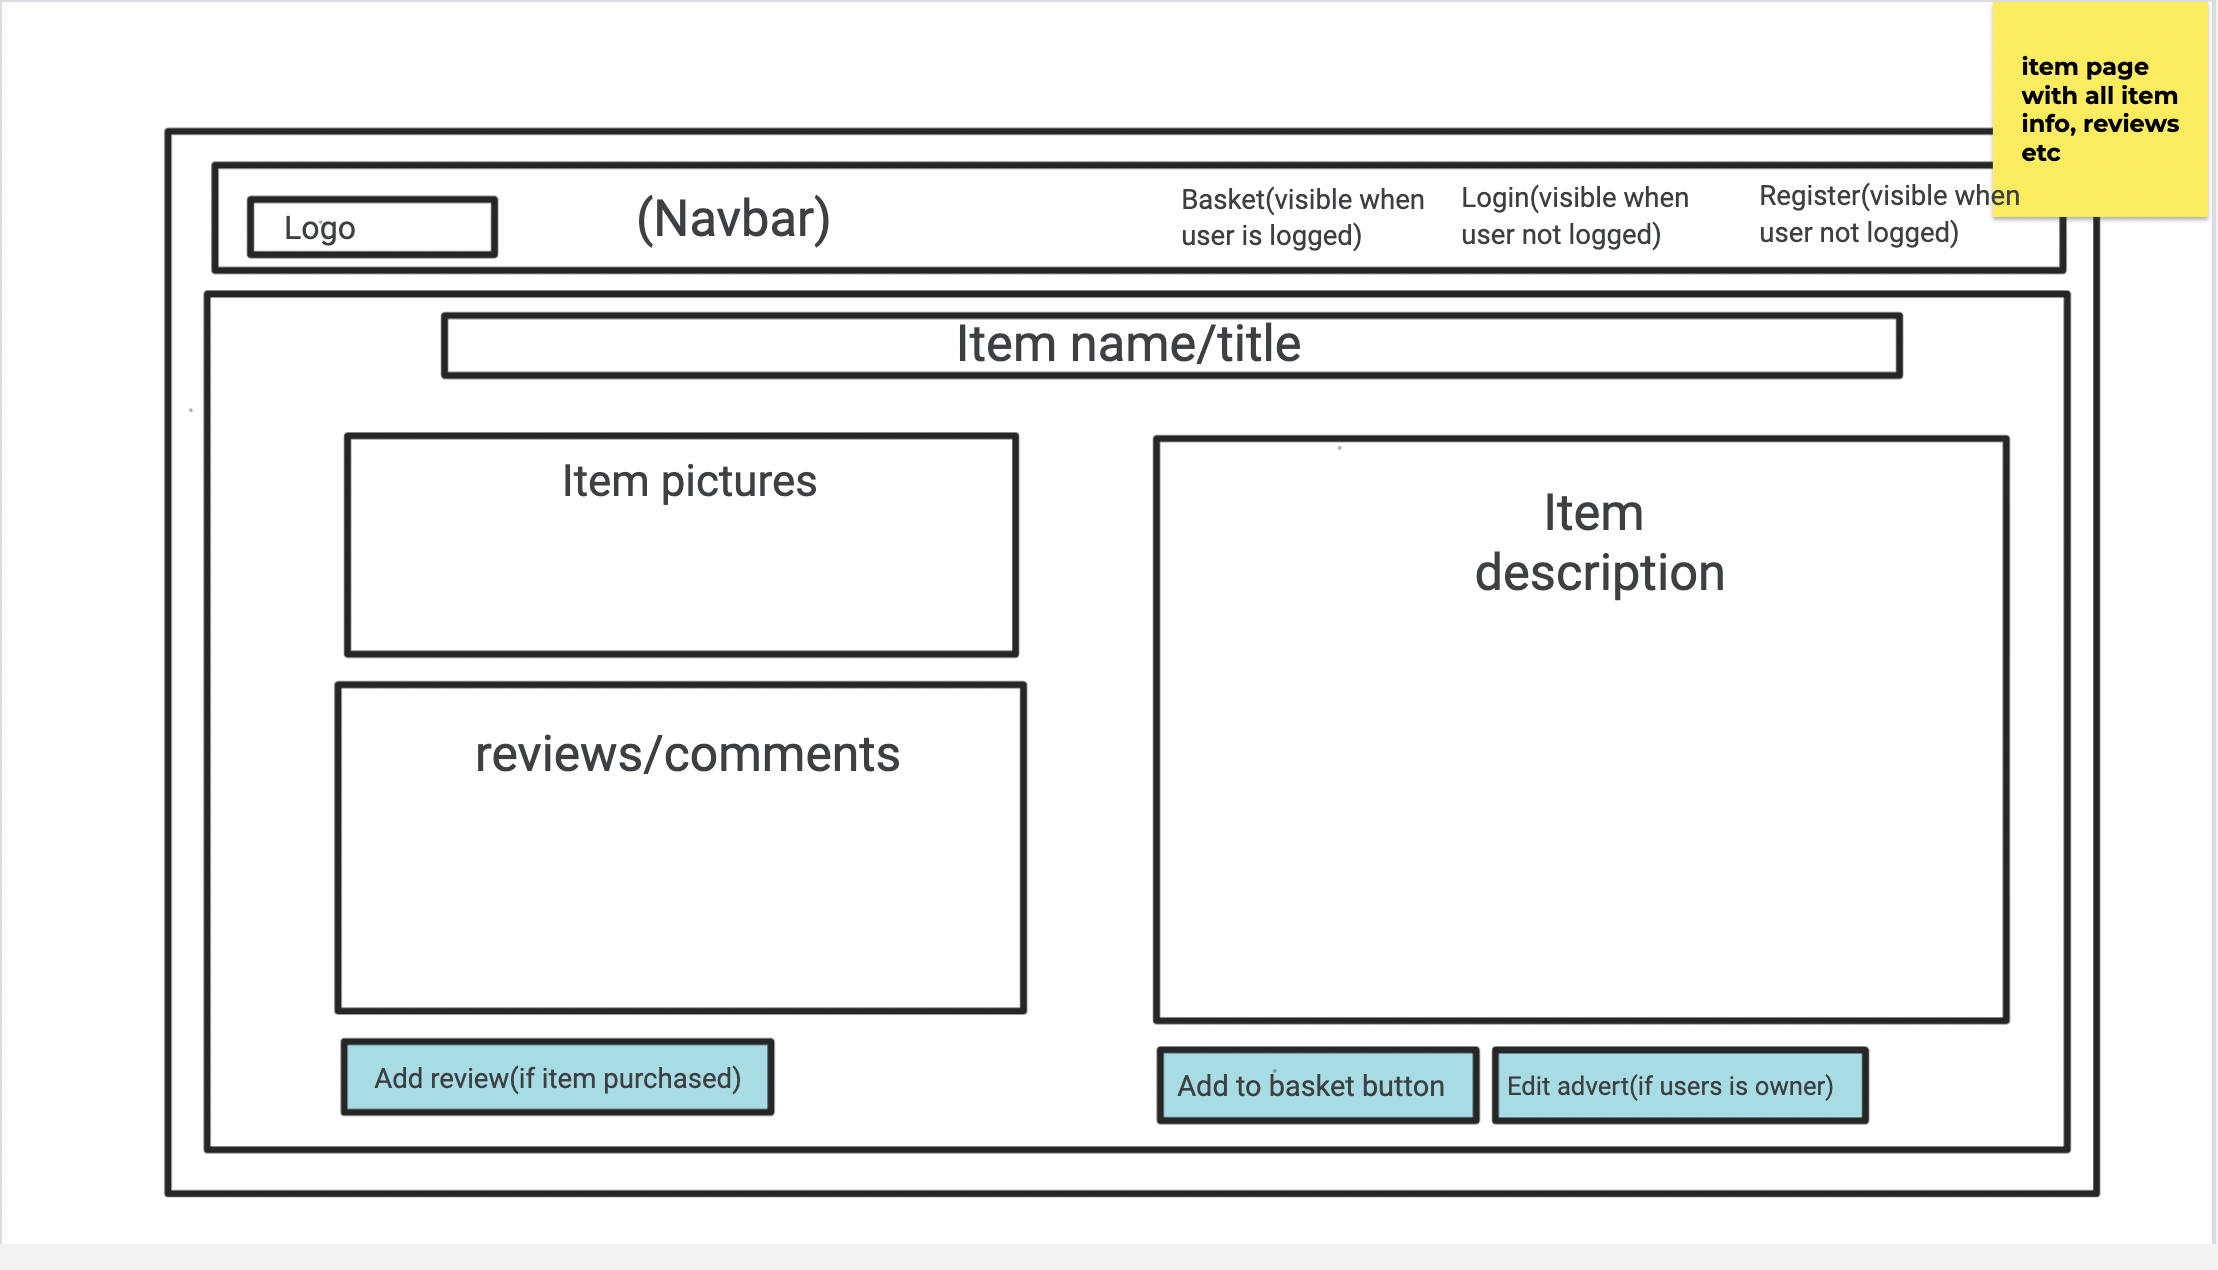 item page
with all item
info, reviews
etc
Logo
(Navbar)
Basket(visible when
user is logged)
Login(visible when
user not logged)
Register(visible when
user not logged)
Item name/title
Item pictures
Item
description
reviews/comments
Add review(if item purchased)
Add to basket button
Edit advert(if users is owner)